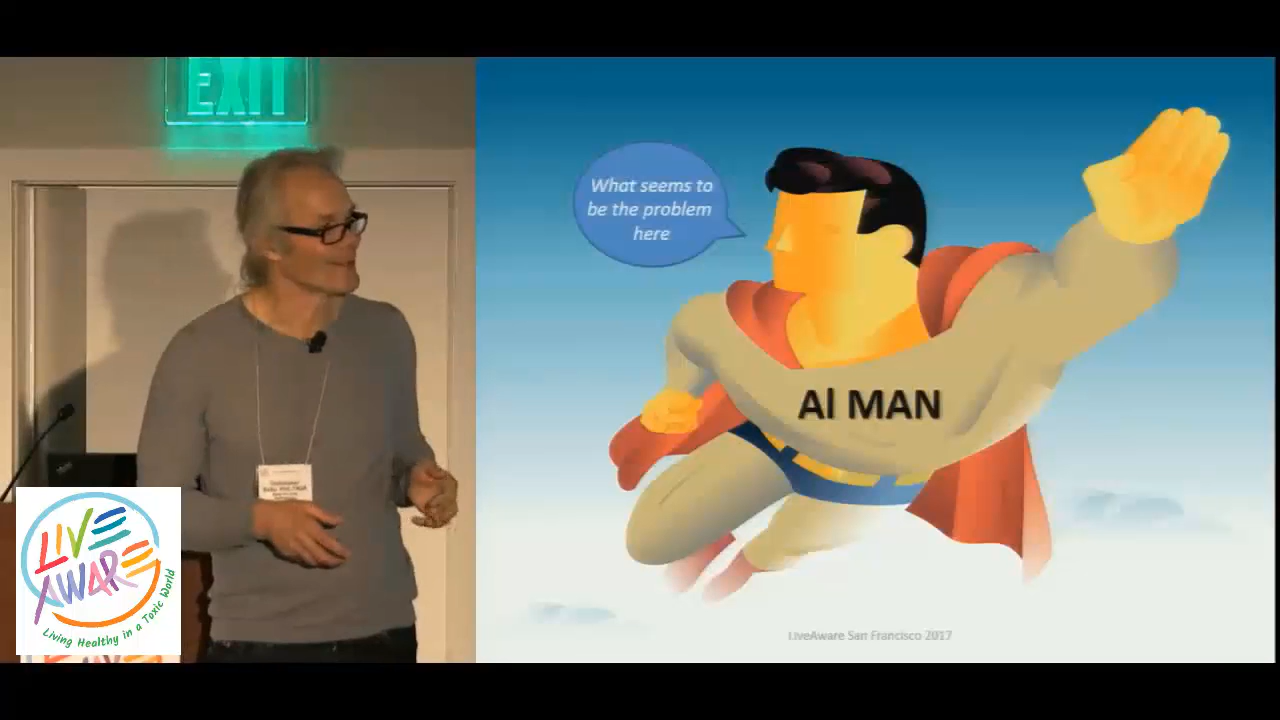 EXIT
What seems to
be the problem
here
Al MAN
LIVE
AWARE
Living Healthy in a Toxic World
LiveAware San Francisco 2017